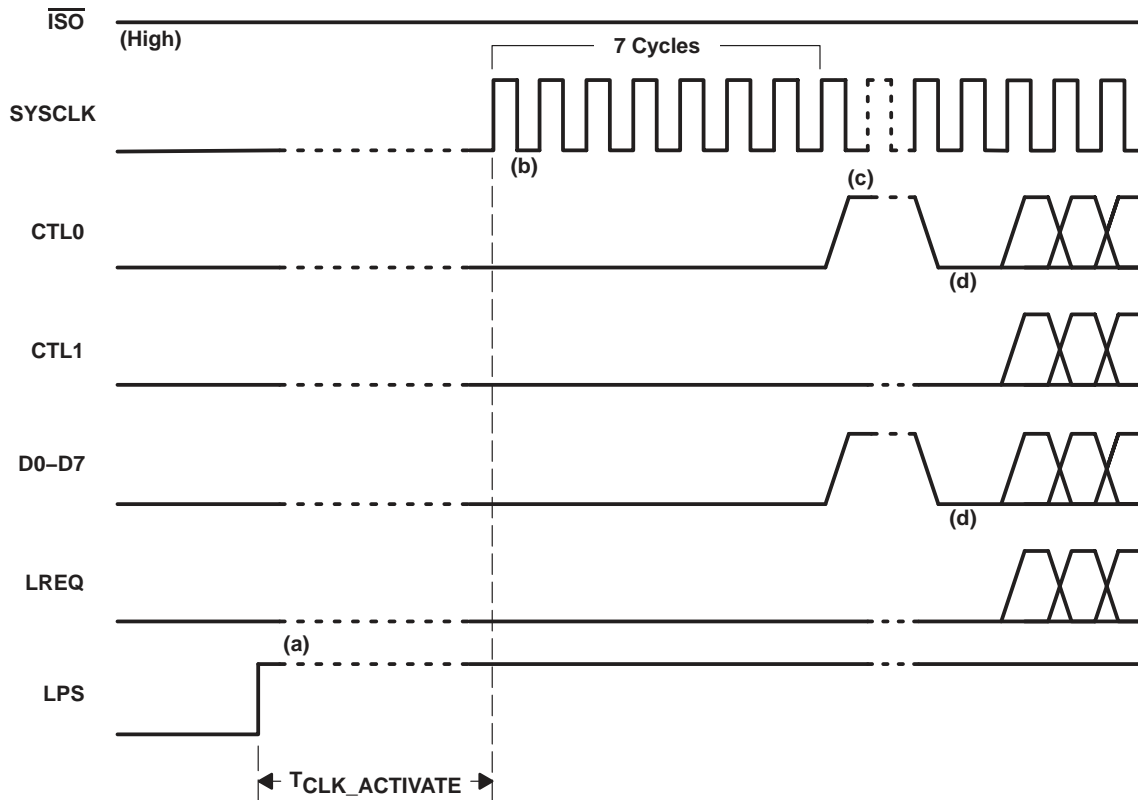 ISO
(High)
7 Cycles
SYSCLK
(b)
(c)
CTL0
(d)
CTL1
D0–D7
(d)
LREQ
(a)
LPS
TCLK_ACTIVATE